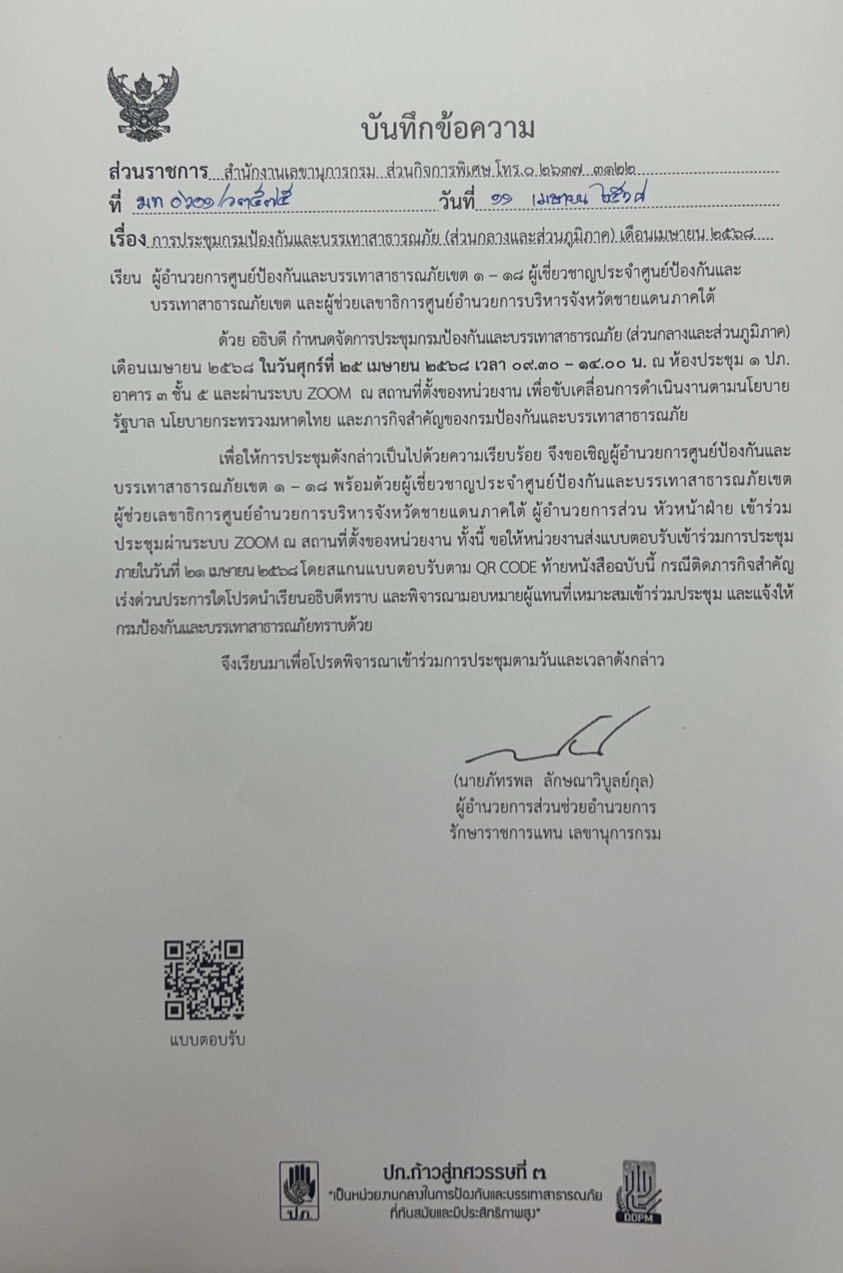 บันทึกข้อความ
ส่วนราชการ สำนักงานเลขานุการกรม ส่วนกิจการพิเศษ โทร.๐ ๒๖๓๗ ๓๑๒๒
ที่ มท ๐๖๐๑/ว๓๕๗๕ วันที่ ๑๑ เมษายน ๒๕๖๘
เรื่อง การประชุมกรมป้องกันและบรรเทาสาธารณภัย (ส่วนกลางและส่วนภูมิภาค) เดือนเมษายน ๒๕๖๘
เรียน ผู้อำนวยการศูนย์ป้องกันและบรรเทาสาธารณภัยเขต ๑ – ๑๘ ผู้เชี่ยวชาญประจำศูนย์ป้องกันและ
บรรเทาสาธารณภัยเขต และผู้ช่วยเลขาธิการศูนย์อำนวยการบริหารจังหวัดชายแดนภาคใต้
ด้วย อธิบดี กำหนดจัดการประชุมกรมป้องกันและบรรเทาสาธารณภัย (ส่วนกลางและส่วนภูมิภาค)
เดือนเมษายน ๒๕๖๘ ในวันศุกร์ที่ ๒๕ เมษายน ๒๕๖๘ เวลา ๐๙.๓๐ – ๑๔.๐๐ น. ณ ห้องประชุม ๑ ปภ.
อาคาร ๓ ชั้น ๕ และผ่านระบบ ZOOM ณ สถานที่ตั้งของหน่วยงาน เพื่อขับเคลื่อนการดำเนินงานตามนโยบาย
รัฐบาล นโยบายกระทรวงมหาดไทย และภารกิจสำคัญของกรมป้องกันและบรรเทาสาธารณภัย
เพื่อให้การประชุมดังกล่าวเป็นไปด้วยความเรียบร้อย จึงขอเชิญผู้อำนวยการศูนย์ป้องกันและ
บรรเทาสาธารณภัยเขต ๑ – ๑๘ พร้อมด้วยผู้เชี่ยวชาญประจำศูนย์ป้องกันและบรรเทาสาธารณภัยเขต
ผู้ช่วยเลขาธิการศูนย์อำนวยการบริหารจังหวัดชายแดนภาคใต้ ผู้อำนวยการส่วน หัวหน้าฝ่าย เข้าร่วม
ประชุมผ่านระบบ ZOOM ณ สถานที่ตั้งของหน่วยงาน ทั้งนี้ ขอให้หน่วยงานส่งแบบตอบรับเข้าร่วมการประชุม
ภายในวันที่ ๒๑ เมษายน ๒๕๖๘ โดยสแกนแบบตอบรับตาม QR CODE ท้ายหนังสือฉบับนี้ กรณีติดภารกิจสำคัญ
เร่งด่วนประการใดโปรดนำเรียนอธิบดีทราบ และพิจารณามอบหมายผู้แทนที่เหมาะสมเข้าร่วมประชุม และแจ้งให้
กรมป้องกันและบรรเทาสาธารณภัยทราบด้วย
จึงเรียนมาเพื่อโปรดพิจารณาเข้าร่วมการประชุมตามวันและเวลาดังกล่าว
(นายภัทรพล ลักษณาวิบูลย์กุล)
ผู้อำนวยการส่วนช่วยอำนวยการ
รักษาราชการแทน เลขานุการกรม
แบบตอบรับ
ปภ.ก้าวสู่ทศวรรษที่ ๓
"เป็นหน่วยงานกลางในการป้องกันและบรรเทาสาธารณภัย
ที่ทันสมัยและมีประสิทธิภาพสูง"
ปภ.
DDPM